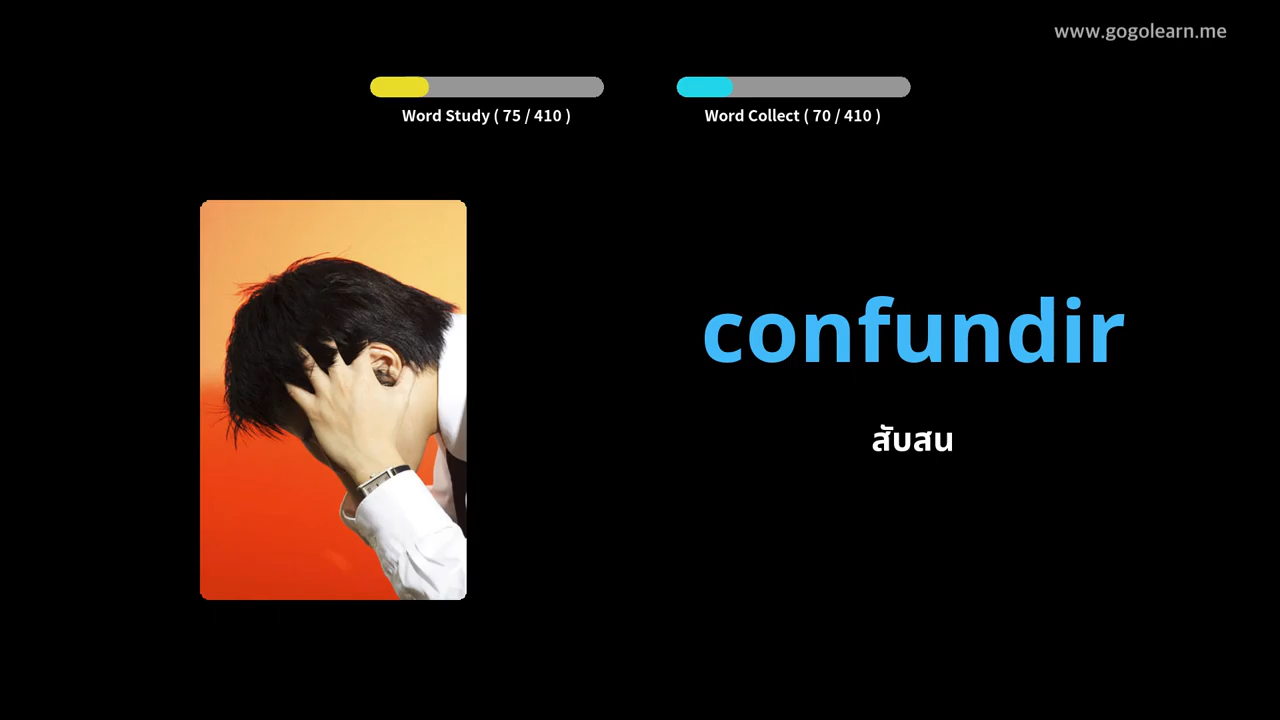 www.gogolearn.me
Word Study ( 75 / 410 )
Word Collect ( 70 / 410 )
confundir
สับสน